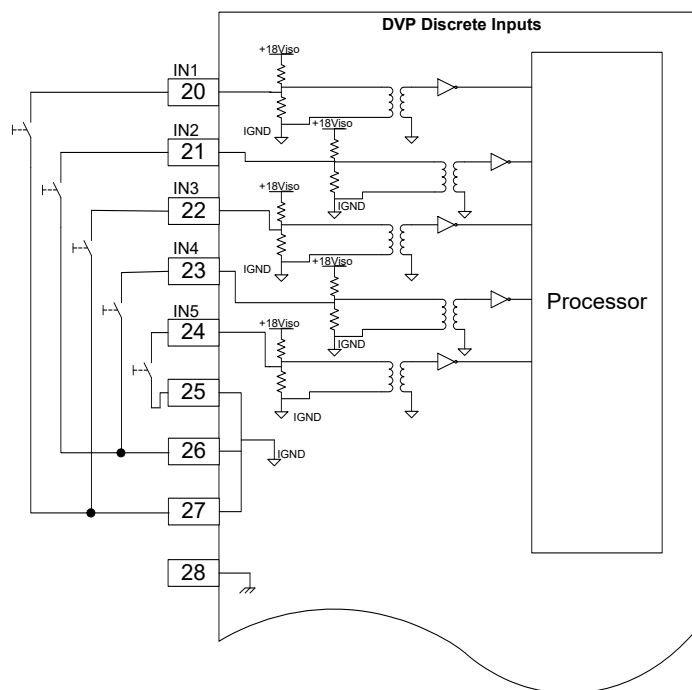 DVP Discrete Inputs
+18Viso
IN1
20
IGND
+18Viso
IN2
21
IN3
+18Viso
22
IGND
IN4
IGND
+18Viso
23
Processor
IN5
+18Viso
24
IGND
25
IGND
26
IGND
27
28